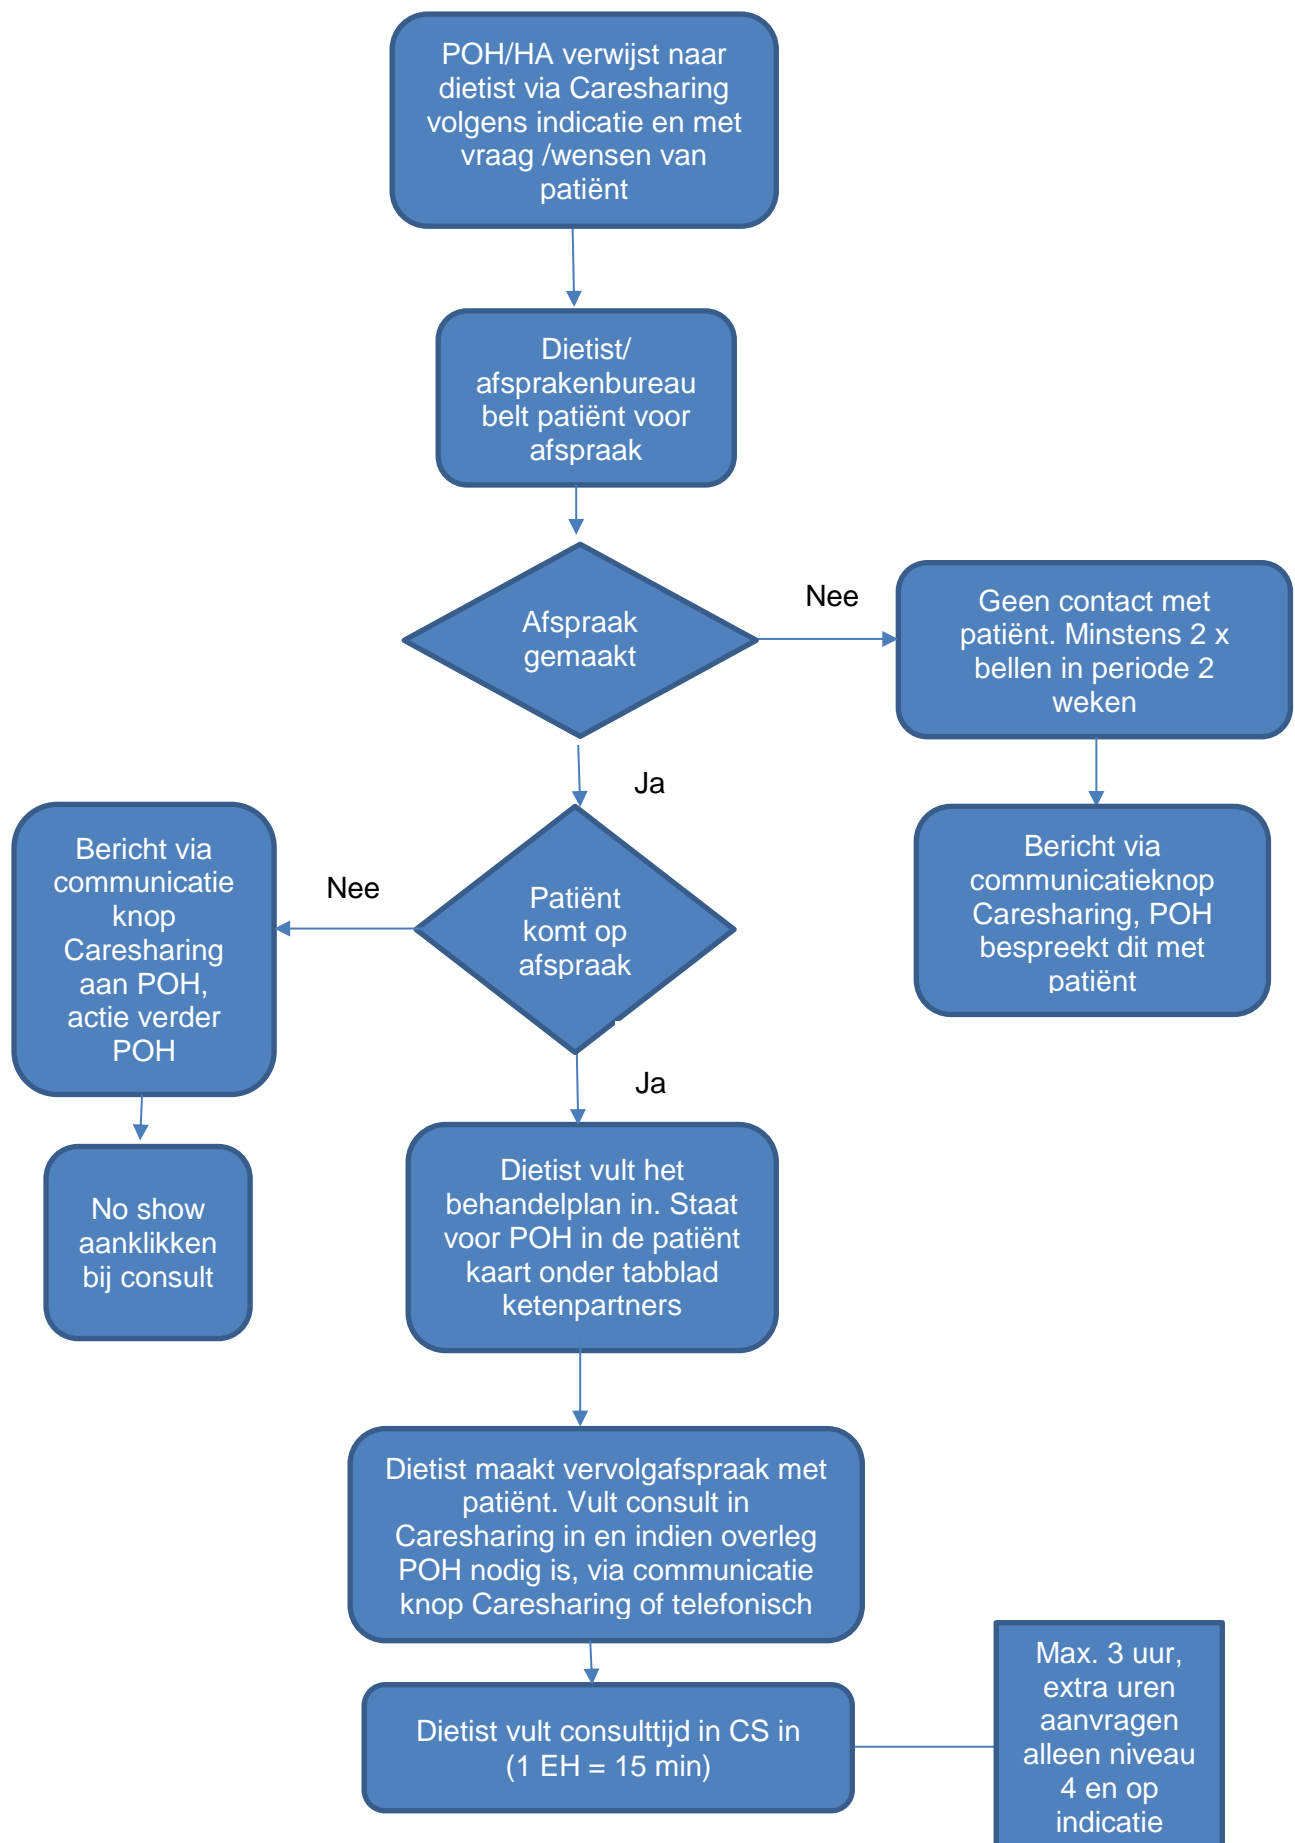 POH/HA verwijst naar
dietist via Caresharing
volgens indicatie en met
vraag /wensen van
patiënt
Dietist/
afsprakenbureau
belt patiënt voor
afspraak
Afspraak
gemaakt
Nee
Geen contact met
patiënt. Minstens 2 x
bellen in periode 2
weken
Ja
Bericht via
communicatieknop
Caresharing, POH
bespreekt dit met
patiënt
Patiënt
komt op
afspraak
Nee
Bericht via
communicatie
knop
Caresharing
aan POH,
actie verder
POH
No show
aanklikken
bij consult
Ja
Dietist vult het
behandelplan in. Staat
voor POH in de patiënt
kaart onder tabblad
ketenpartners
Dietist maakt vervolgafspraak met
patiënt. Vult consult in
Caresharing in en indien overleg
POH nodig is, via communicatie
knop Caresharing of telefonisch
Dietist vult consulttijd in CS in
(1 EH = 15 min)
Max. 3 uur,
extra uren
aanvragen
alleen niveau
4 en op
indicatie